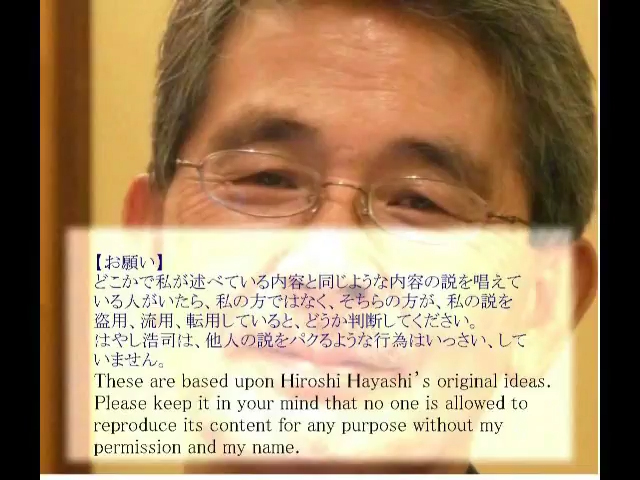 【お願い】
どこかで私が述べている内容と同じような内容の説を唱えて
いる人がいたら、私の方ではなく、そちらの方が、私の説を
盗用、流用、転用していると、どうか判断してください。
はやし浩司は、他人の説をパクるような行為はいっさい、して
いません。
These are based upon Hiroshi Hayashi's original ideas.
Please keep it in your mind that no one is allowed to
reproduce its content for any purpose without my
permission and my name.